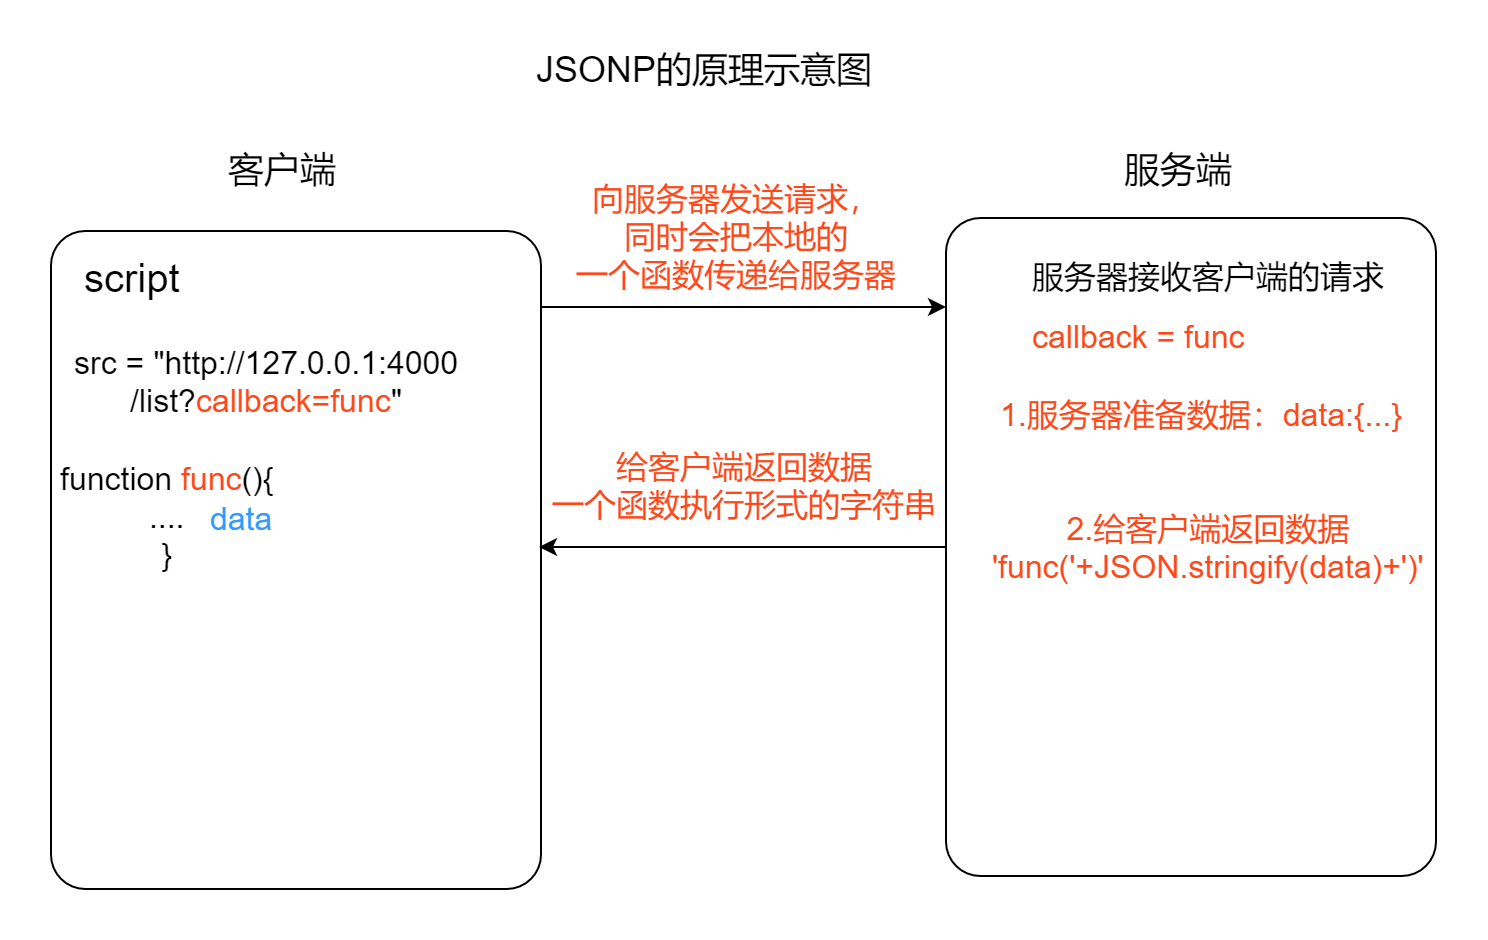 JSONP的原理示意图
客户端
服务端
向服务器发送请求，
同时会把本地的
一个函数传递给服务器
script
src = "http://127.0.0.1:4000
/list?callback=func"
function func(){
.... data
}
给客户端返回数据
一个函数执行形式的字符串
服务器接收客户端的请求
callback = func
1.服务器准备数据：data:{...}
2.给客户端返回数据
'func('+JSON.stringify(data)+')'